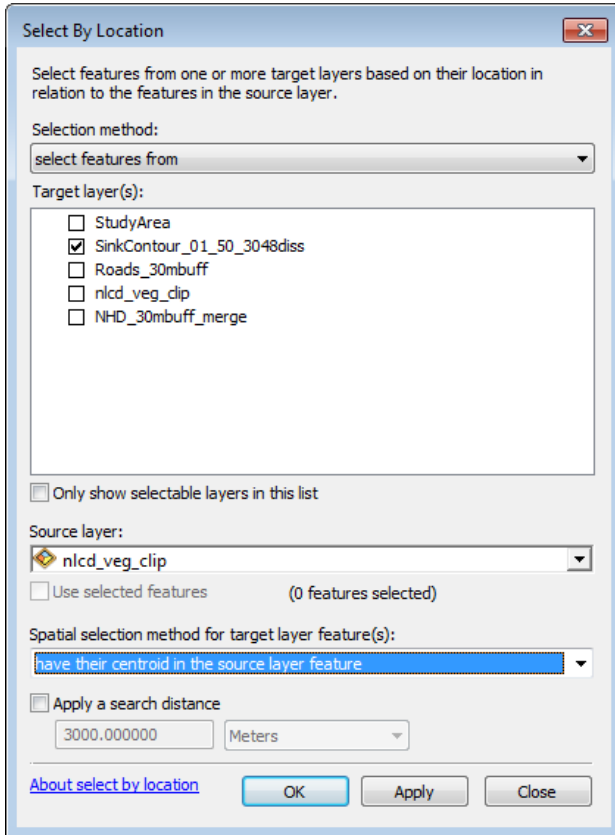 Select By Location
Select features from one or more target layers based on their location in
relation to the features in the source layer.
Selection method:
select features from
Target layer(s):
StudyArea
SinkContour_01_50_3048diss
Roads_30mbuff
nlcd_veg_clip
NHD_30mbuff_merge
Only show selectable layers in this list
Source layer:
nlcd_veg_clip
Use selected features (0 features selected)
Spatial selection method for target layer feature(s):
have their centroid in the source layer feature
Apply a search distance
3000.000000 Meters
About select by location OK Apply Close